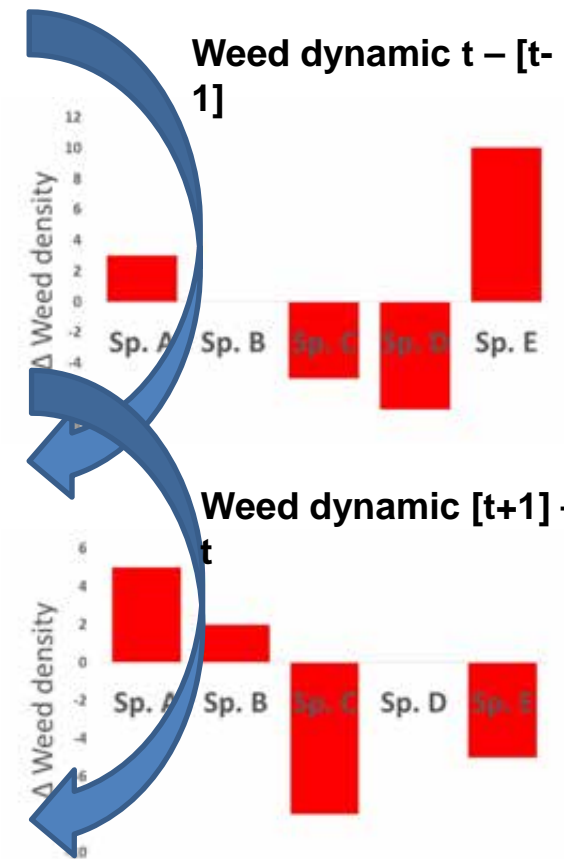 Weed dynamic t – [t-
1]
12
10
8
6
4
2
0
-2
-4
Δ Weed density
Sp. A
Sp. B
Sp. C
Sp. D
Sp. E
Weed dynamic [t+1] -
t
6
4
2
0
-2
-4
Δ Weed density
Sp. A
Sp. B
Sp. C
Sp. D
Sp. E